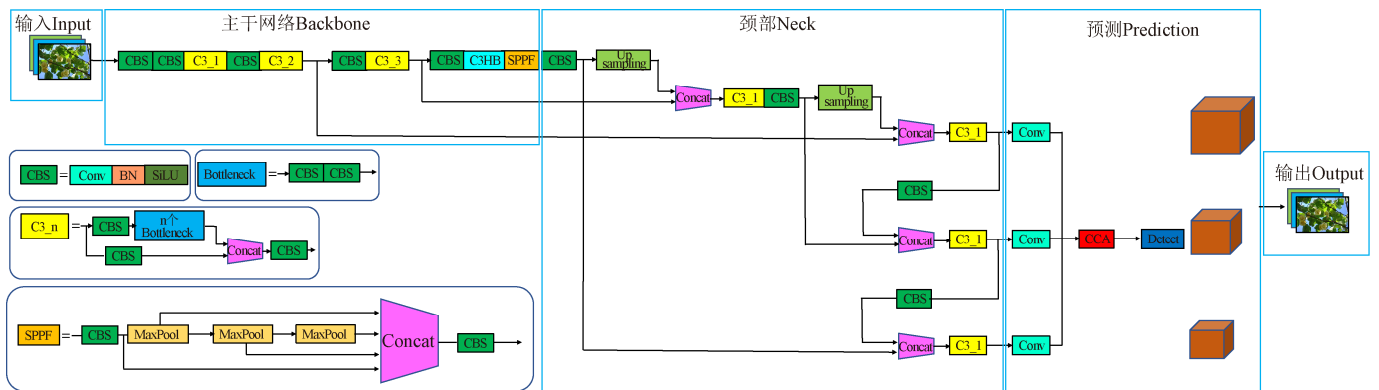 输入Input
主干网络Backbone
颈部Neck
预测Prediction
CBS CBS C3_1 CBS C3_2
CBS C3_3
CBS C3HB SPPF
CBS
Up
sampling
Concat
C3_1 CBS
Up
sampling
Concat
C3_1
Conv
CBS
Concat
C3_1
Conv
CCA
Detect
CBS
Concat
C3_1
Conv
输出Output
CBS = Conv BN SiLU
Bottleneck = CBS CBS
C3_n = CBS
n个
Bottleneck
CBS
Concat
CBS
SPPF = CBS MaxPool MaxPool MaxPool
Concat
CBS